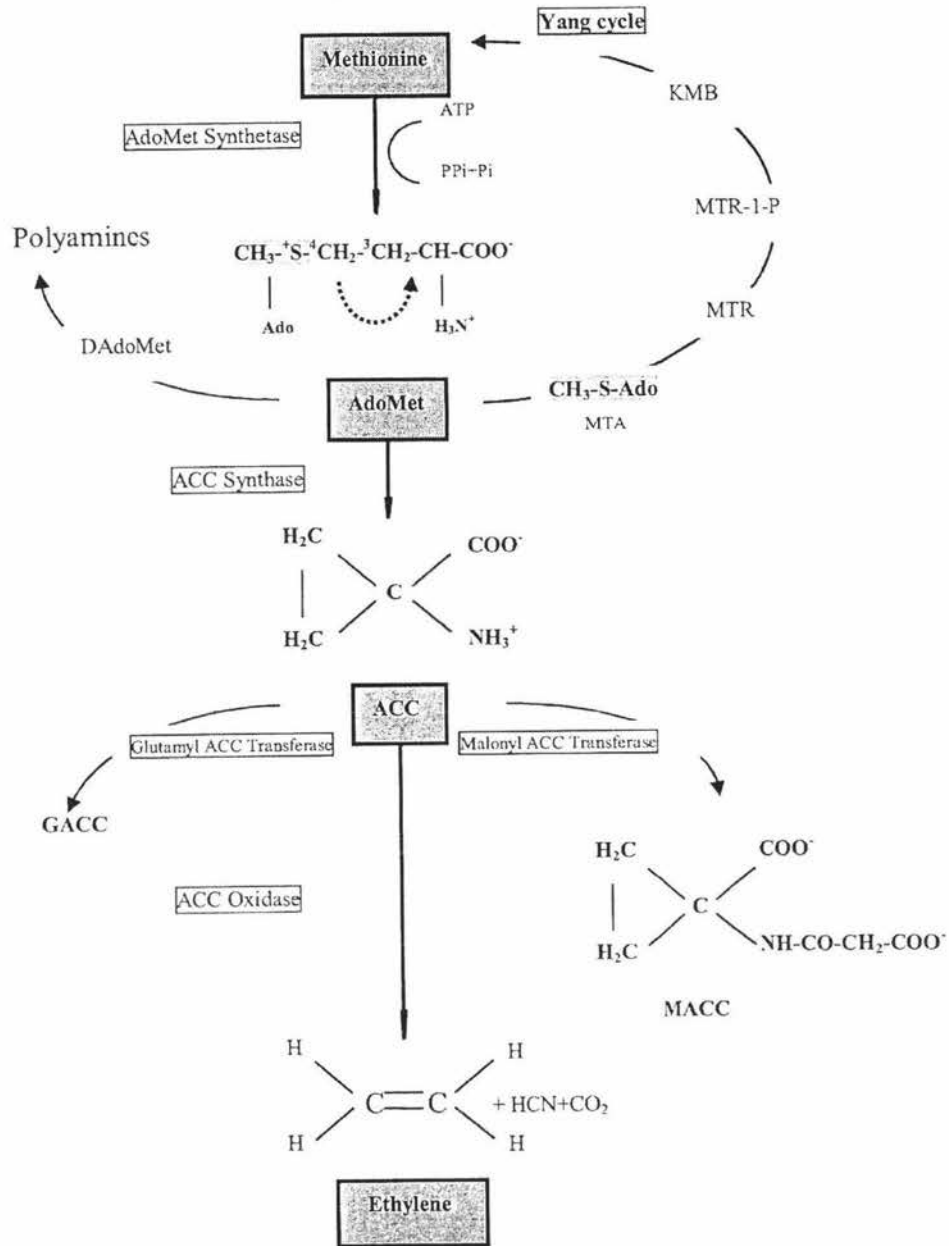 Yang cycle
Methionine
KMB
ATP
AdoMet Synthetase
PPi+Pi
MTR-1-P
Polyamines
CH₃-⁺S-⁴CH₂-³CH₂-CH-COO⁻
Ado
H₃N⁺
MTR
DAdoMet
CH₃-S-Ado
AdoMet
MTA
ACC Synthase
H₂C
COO⁻
C
H₂C
NH₃⁺
ACC
Glutamyl ACC Transferase
Malonyl ACC Transferase
GACC
H₂C
COO⁻
ACC Oxidase
C
H₂C
NH-CO-CH₂-COO⁻
MACC
H H
C=C + HCN+CO₂
H H
Ethylene